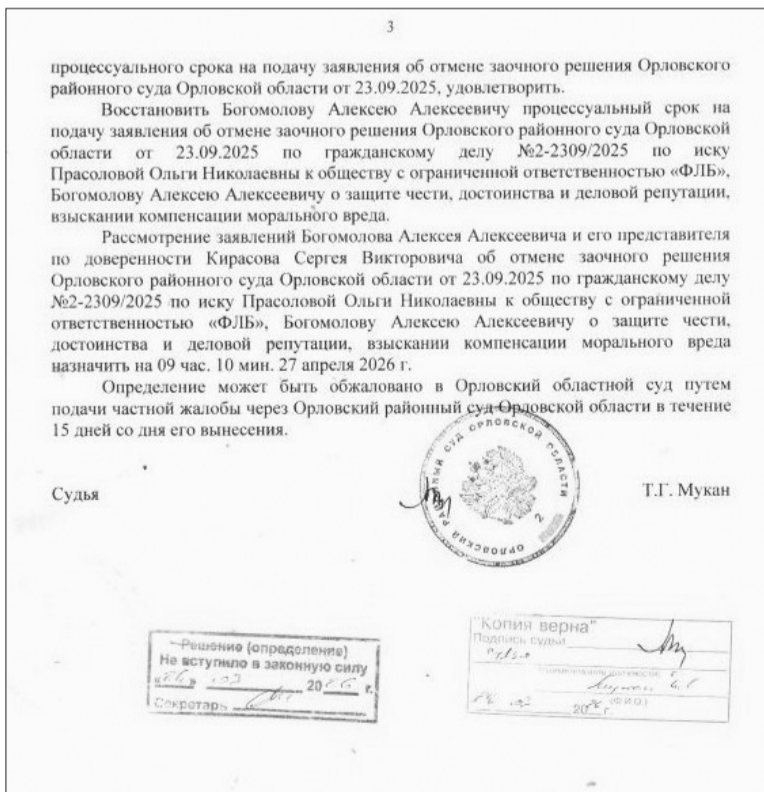 3
процессуального срока на подачу заявления об отмене заочного решения Орловского
районного суда Орловской области от 23.09.2025, удовлетворить.
Восстановить Богомолову Алексею Алексеевичу процессуальный срок на
подачу заявления об отмене заочного решения Орловского районного суда Орловской
области от 23.09.2025 по гражданскому делу №2-2309/2025 по иску
Прасоловой Ольги Николаевны к обществу с ограниченной ответственностью «ФЛБ»,
Богомолову Алексею Алексеевичу о защите чести, достоинства и деловой репутации,
взыскании компенсации морального вреда.
Рассмотрение заявлений Богомолова Алексея Алексеевича и его представителя
по доверенности Кирасова Сергея Викторовича об отмене заочного решения
Орловского районного суда Орловской области от 23.09.2025 по гражданскому делу
№2-2309/2025 по иску Прасоловой Ольги Николаевны к обществу с ограниченной
ответственностью «ФЛБ», Богомолову Алексею Алексеевичу о защите чести,
достоинства и деловой репутации, взыскании компенсации морального вреда
назначить на 09 час. 10 мин. 27 апреля 2026 г.
Определение может быть обжаловано в Орловский областной суд путем
подачи частной жалобы через Орловский районный суд Орловской области в течение
15 дней со дня его вынесения.
Судья Т.Г. Мукан
ОРЛОВСКИЙ РАЙОННЫЙ СУД ОРЛОВСКОЙ ОБЛАСТИ
2
Решение (определение)
Не вступило в законную силу
20 г.
Секретарь
"Копия верна"
Подпись судьи
(Ф.И.О.)
20 г.